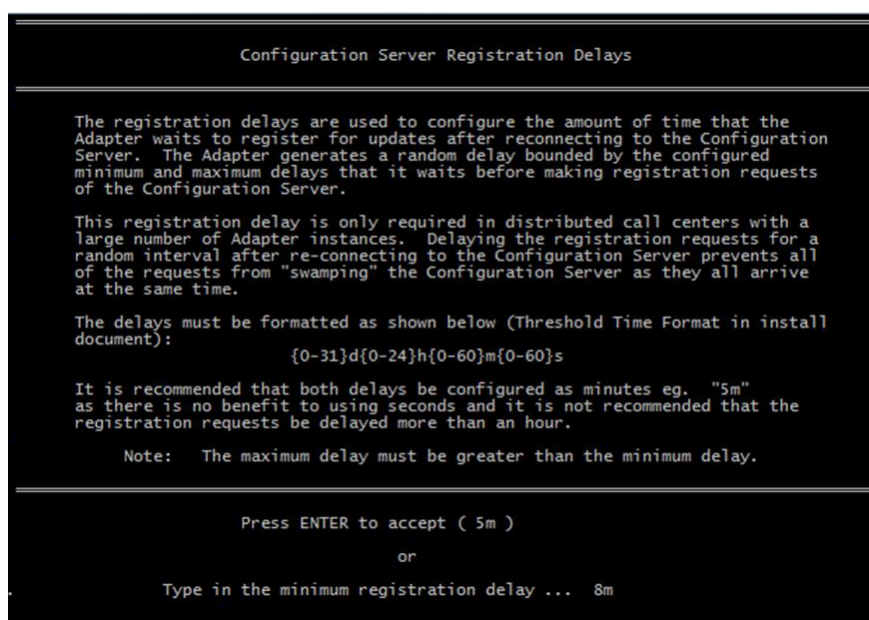 Configuration Server Registration Delays
The registration delays are used to configure the amount of time that the
Adapter waits to register for updates after reconnecting to the Configuration
Server.  The Adapter generates a random delay bounded by the configured
minimum and maximum delays that it waits before making registration requests
of the Configuration Server.
This registration delay is only required in distributed call centers with a
large number of Adapter instances.  Delaying the registration requests for a
random interval after re-connecting to the Configuration Server prevents all
of the requests from "swamping" the Configuration Server as they all arrive
at the same time.
The delays must be formatted as shown below (Threshold Time Format in install
document):
{0-31}d{0-24}h{0-60}m{0-60}s
It is recommended that both delays be configured as minutes eg.  "5m"
as there is no benefit to using seconds and it is not recommended that the
registration requests be delayed more than an hour.
Note:   The maximum delay must be greater than the minimum delay.
Press ENTER to accept ( 5m )
or
Type in the minimum registration delay ...  8m